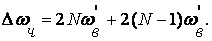 Δω_ч = 2Nω'_в + 2(N-1)ω'_в.